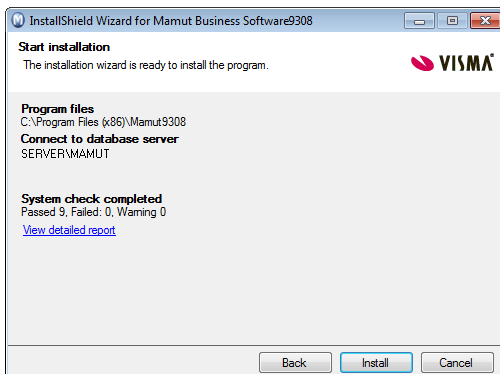 InstallShield Wizard for Mamut Business Software9308
Start installation
The installation wizard is ready to install the program.
VISMA
Program files
C:\Program Files (x86)\Mamut9308
Connect to database server
SERVER\MAMUT
System check completed
Passed 9, Failed: 0, Warning 0
View detailed report
Back
Install
Cancel